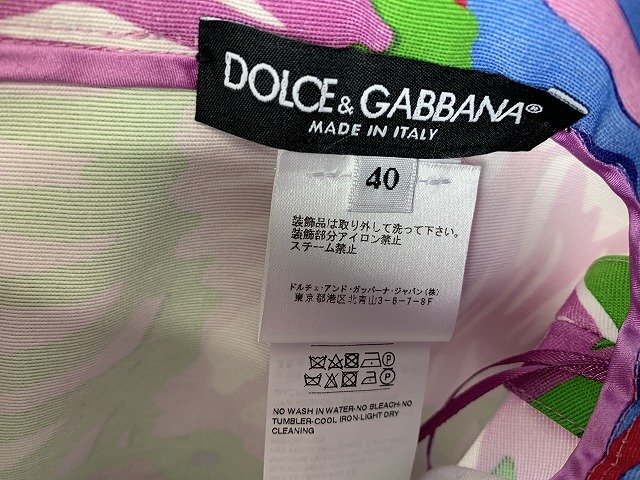 DOLCE & GABBANA®
MADE IN ITALY
40
装飾品は取り外して洗って下さい。
装飾部分アイロン禁止
スチーム禁止
ドルチェ・アンド・ガッバーナ・ジャパン(株)
東京都港区北青山3-6-7-8F
NO WASH IN WATER-NO BLEACH-NO
TUMBLER-COOL IRON-LIGHT DRY
CLEANING